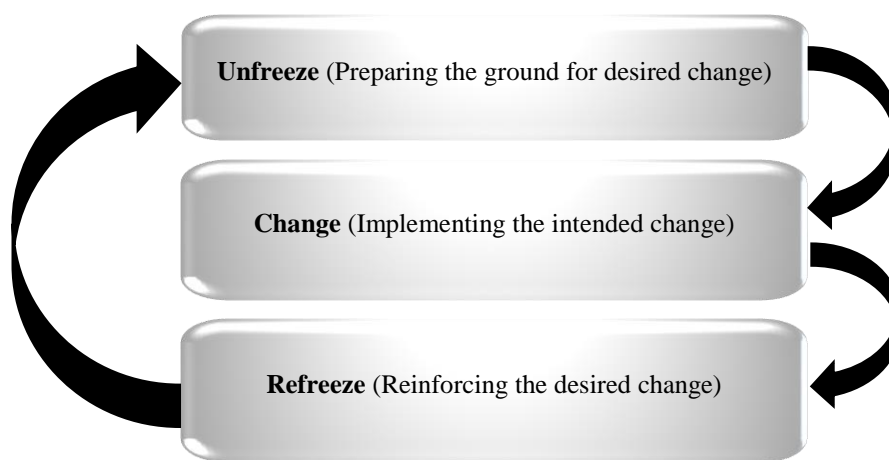 Unfreeze (Preparing the ground for desired change)
Change (Implementing the intended change)
Refreeze (Reinforcing the desired change)